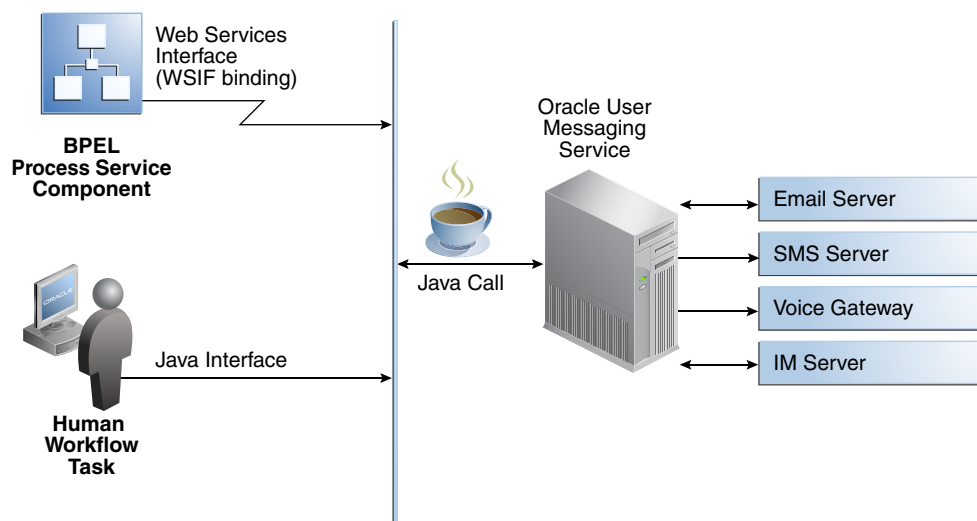 Web Services
Interface
(WSIF binding)
BPEL
Process Service
Component
Oracle User
Messaging
Service
Email Server
SMS Server
Java Call
Voice Gateway
IM Server
ORACLE
Java Interface
Human
Workflow
Task